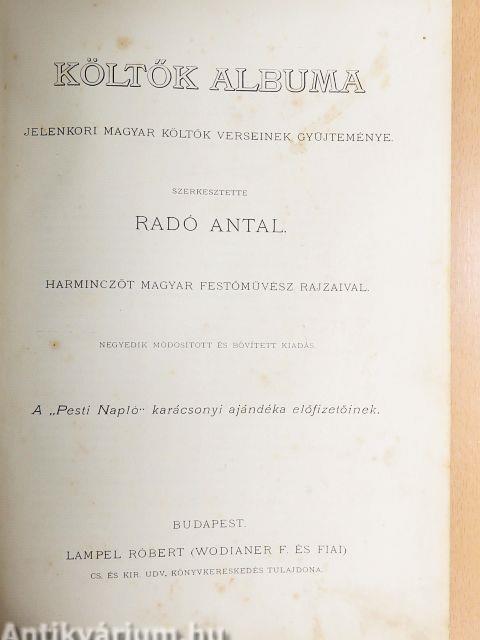 KÖLTŐK ALBUMA
JELENKORI MAGYAR KÖLTŐK VERSEINEK GYŰJTEMÉNYE.
SZERKESZTETTE
RADÓ ANTAL.
HARMINCZÖT MAGYAR FESTŐMŰVÉSZ RAJZAIVAL.
NEGYEDIK MÓDOSÍTOTT ÉS BŐVÍTETT KIADÁS.
A „Pesti Napló" karácsonyi ajándéka előfizetőinek.
BUDAPEST.
LAMPEL RÓBERT (WODIANER F. ÉS FIAI)
CS. ÉS KIR. UDV. KÖNYVKERESKEDÉS TULAJDONA.
Antikvárium.hu